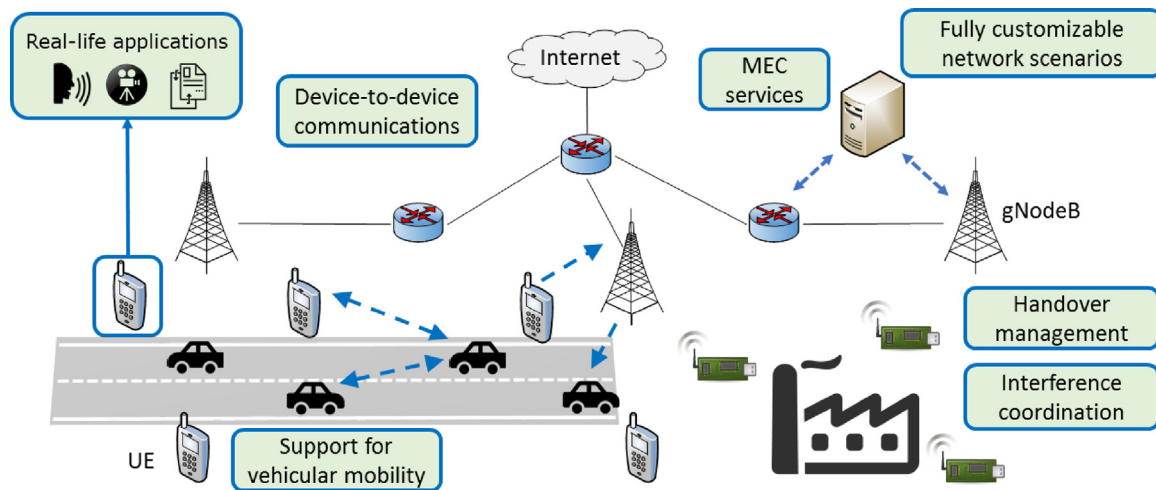 Real-life applications
Device-to-device
communications
Internet
MEC
services
Fully customizable
network scenarios
gNodeB
Handover
management
Interference
coordination
UE
Support for
vehicular mobility